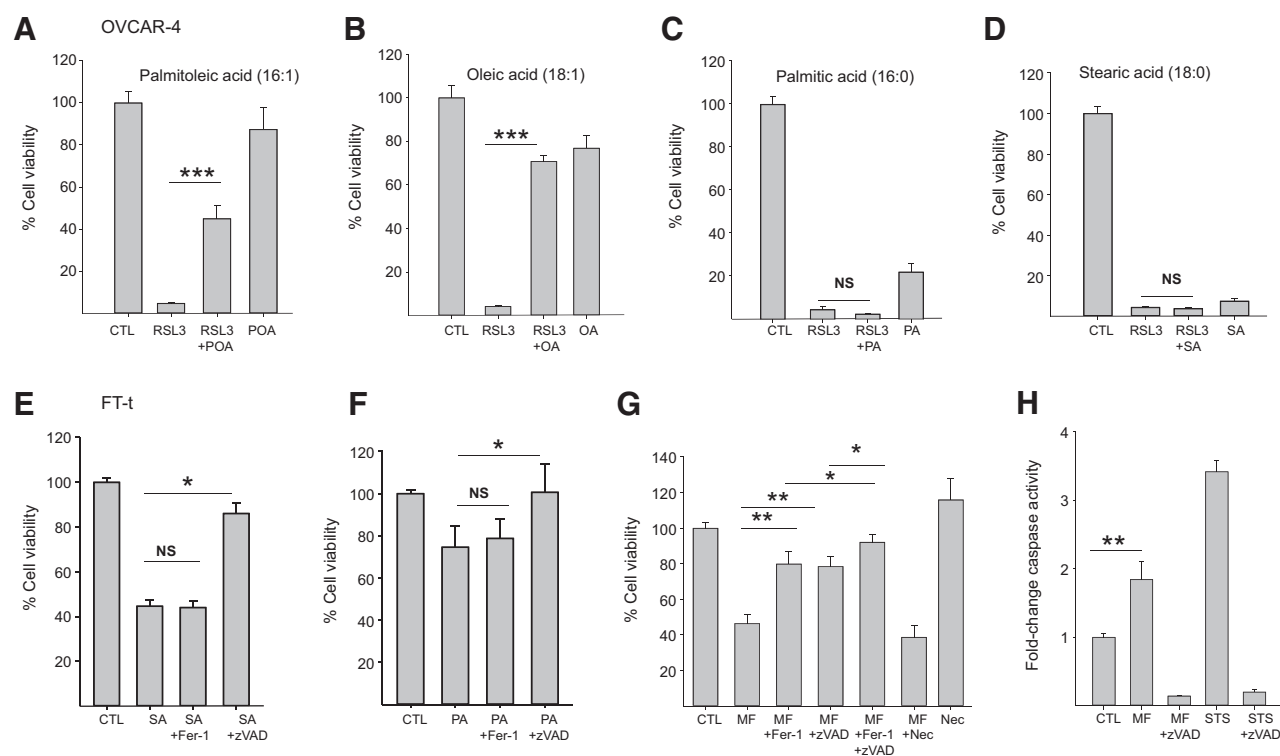 A
OVCAR-4
Palmitoleic acid (16:1)
% Cell viability
120
100
80
60
40
20
***
CTL
RSL3
RSL3
+POA
POA
B
Oleic acid (18:1)
% Cell viability
120
100
80
60
40
20
***
CTL
RSL3
RSL3
+OA
OA
C
Palmitic acid (16:0)
% Cell viability
120
100
80
60
40
20
NS
CTL
RSL3
RSL3
+PA
PA
D
Stearic acid (18:0)
% Cell viability
120
100
80
60
40
20
NS
CTL
RSL3
RSL3
+SA
SA
E
FT-t
% Cell viability
120
100
80
60
40
20
*
NS
CTL
SA
SA
+Fer-1
SA
+zVAD
F
% Cell viability
120
100
80
60
40
20
*
NS
CTL
PA
PA
+Fer-1
PA
+zVAD
G
% Cell viability
140
120
100
80
60
40
20
*
*
**
**
CTL
MF
MF
+Fer-1
MF
+zVAD
MF
+Fer-1
+zVAD
MF
+Nec
Nec
H
Fold-change caspase activity
4
3
2
1
**
CTL
MF
MF
+zVAD
STS
STS
+zVAD